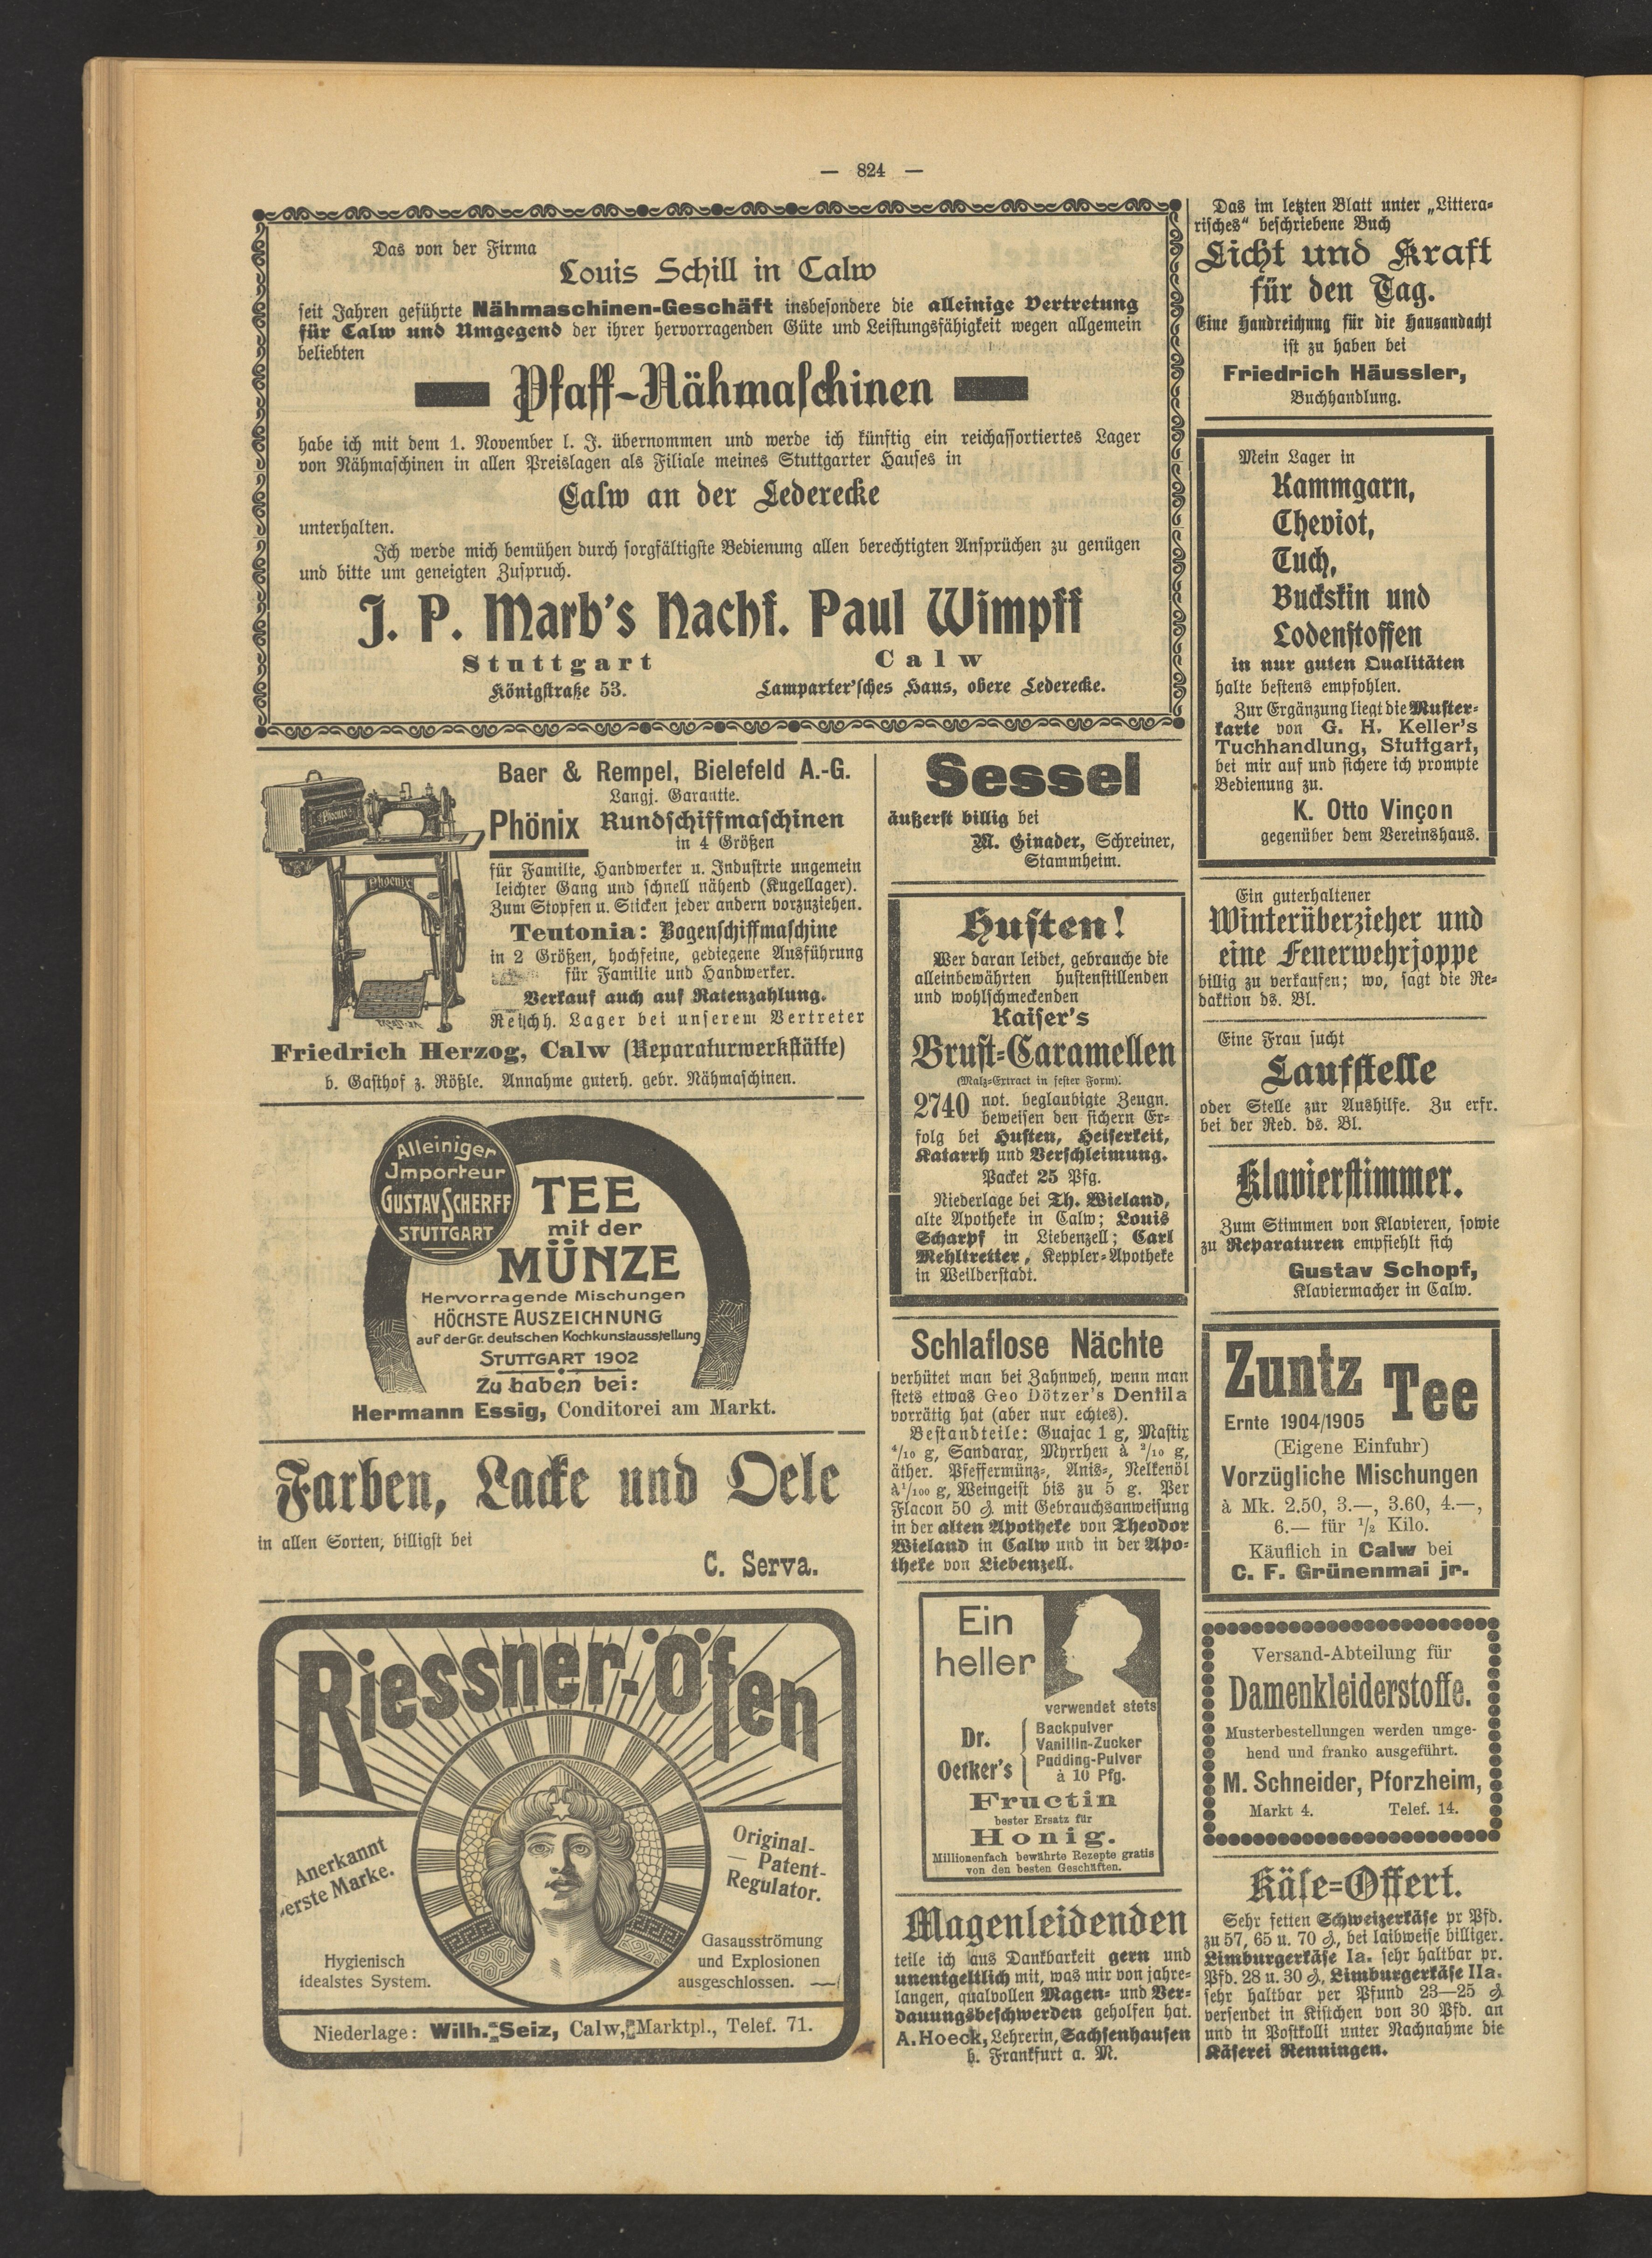 — 824 —
Das von der Firma
Louis Schill in Calw
seit Jahren geführte Nähmaschinen-Geschäft insbesondere die alleinige Vertretung
für Calw und Umgegend der ihrer hervorragenden Güte und Leistungsfähigkeit wegen allgemein
beliebten
Pfaff-Nähmaschinen
habe ich mit dem 1. November l. J. übernommen und werde ich künftig ein reichassortiertes Lager
von Nähmaschinen in allen Preislagen als Filiale meines Stuttgarter Hauses in
Calw an der Lederecke
unterhalten.
Ich werde mich bemühen durch sorgfältigste Bedienung allen berechtigten Ansprüchen zu genügen
und bitte um geneigten Zuspruch.
J. P. Marb's Nachf. Paul Wimpff
Stuttgart Calw
Königstraße 53. Lamparter'sches Haus, obere Lederecke.
Baer & Rempel, Bielefeld A.-G.
Langj. Garantie.
Phönix Rundschiffmaschinen
in 4 Größen
für Familie, Handwerker u. Industrie ungemein
leichter Gang und schnell nähend (Kugellager).
Zum Stopfen u. Sticken jeder andern vorzuziehen.
Teutonia: Bogenschiffmaschine
in 2 Größen, hochfeine, gediegene Ausführung
für Familie und Handwerker.
Verkauf auch auf Ratenzahlung.
Reichh. Lager bei unserem Vertreter
Friedrich Herzog, Calw (Reparaturwerkstätte)
b. Gasthof z. Rößle. Annahme guterh. gebr. Nähmaschinen.
Phoenix
Phoenix
Alleiniger
Importeur
GUSTAV SCHERFF
STUTTGART
TEE
mit der
MÜNZE
Hervorragende Mischungen
HÖCHSTE AUSZEICHNUNG
auf der Gr. deutschen Kochkunstausstellung
STUTTGART 1902
Zu haben bei:
Hermann Essig, Conditorei am Markt.
Farben, Lacke und Oele
in allen Sorten, billigst bei
C. Serva.
Riessner-Öfen
Anerkannt
erste Marke.
Original-
Patent-
Regulator.
Hygienisch
idealstes System.
Gasausströmung
und Explosionen
ausgeschlossen.
Niederlage: Wilh. Seiz, Calw, Marktpl., Telef. 71.
Sessel
äußerst billig bei
M. Ginader, Schreiner,
Stammheim.
Husten!
Wer daran leidet, gebrauche die
alleinbewährten hustenstillenden
und wohlschmeckenden
Kaiser's
Brust-Caramellen
(Malz-Extract in fester Form).
2740 not. beglaubigte Zeugn.
beweisen den sichern Er-
folg bei Husten, Heiserkeit,
Katarrh und Verschleimung.
Packet 25 Pfg.
Niederlage bei Th. Wieland,
alte Apotheke in Calw; Louis
Scharpf in Liebenzell; Carl
Mehltretter, Keppler-Apotheke
in Weilderstadt.
Schlaflose Nächte
verhütet man bei Zahnweh, wenn man
stets etwas Geo Dötzer's Dentila
vorrätig hat (aber nur echtes).
Bestandteile: Guajac 1 g, Mastix
4/10 g, Sandarax, Myrrhen à 2/10 g,
äther. Pfeffermünz-, Anis-, Nelkenöl
à 1/100 g, Weingeist bis zu 5 g. Per
Flacon 50 ₰ mit Gebrauchsanweisung
in der alten Apotheke von Theodor
Wieland in Calw und in der Apo-
theke von Liebenzell.
Ein
heller
verwendet stets
Dr.
Oetker's
Backpulver
Vanillin-Zucker
Pudding-Pulver
à 10 Pfg.
Fructin
bester Ersatz für
Honig.
Millionenfach bewährte Rezepte gratis
von den besten Geschäften.
Magenleidenden
teile ich aus Dankbarkeit gern und
unentgeltlich mit, was mir von jahre-
langen, qualvollen Magen- und Ver-
dauungsbeschwerden geholfen hat.
A. Hoeck, Lehrerin, Sachsenhausen
b. Frankfurt a. M.
Das im letzten Blatt unter „Littera-
risches" beschriebene Buch
Licht und Kraft
für den Tag.
Eine Handreichung für die Hausandacht
ist zu haben bei
Friedrich Häussler,
Buchhandlung.
Mein Lager in
Kammgarn,
Cheviot,
Tuch,
Buckskin und
Lodenstoffen
in nur guten Qualitäten
halte bestens empfohlen.
Zur Ergänzung liegt die Muster-
karte von G. H. Keller's
Tuchhandlung, Stuttgart,
bei mir auf und sichere ich prompte
Bedienung zu.
K. Otto Vinçon
gegenüber dem Vereinshaus.
Ein guterhaltener
Winterüberzieher und
eine Feuerwehrjoppe
billig zu verkaufen; wo, sagt die Re-
daktion ds. Bl.
Eine Frau sucht
Laufstelle
oder Stelle zur Aushilfe. Zu erfr.
bei der Red. ds. Bl.
Klavierstimmer.
Zum Stimmen von Klavieren, sowie
zu Reparaturen empfiehlt sich
Gustav Schopf,
Klaviermacher in Calw.
Zuntz Tee
Ernte 1904/1905
(Eigene Einfuhr)
Vorzügliche Mischungen
à Mk. 2.50, 3.—, 3.60, 4.—,
6.— für 1/2 Kilo.
Käuflich in Calw bei
C. F. Grünenmai jr.
Versand-Abteilung für
Damenkleiderstoffe.
Musterbestellungen werden umge-
hend und franko ausgeführt.
M. Schneider, Pforzheim,
Markt 4. Telef. 14.
Käse-Offert.
Sehr fetten Schweizerkäse pr Pfd.
zu 57, 65 u. 70 ₰, bei laibweise billiger.
Limburgerkäse Ia. sehr haltbar pr.
Pfd. 28 u. 30 ₰, Limburgerkäse IIa.
sehr haltbar per Pfund 23—25 ₰
versendet in Kistchen von 30 Pfd. an
und in Postkolli unter Nachnahme die
Käserei Renningen.